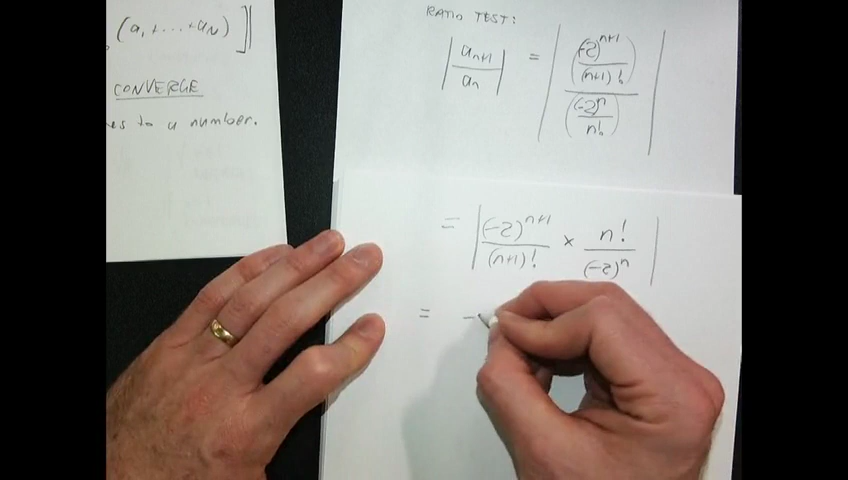 (a₁+...+aₙ)]|
CONVERGE
es to a number.
RATIO TEST:
|aₙ₊₁/aₙ| = |((-2)ⁿ⁺¹/(n+1)!)/((-2)ⁿ/n!)|
= |(-2)ⁿ⁺¹/(n+1)! × n!/(-2)ⁿ|
= -